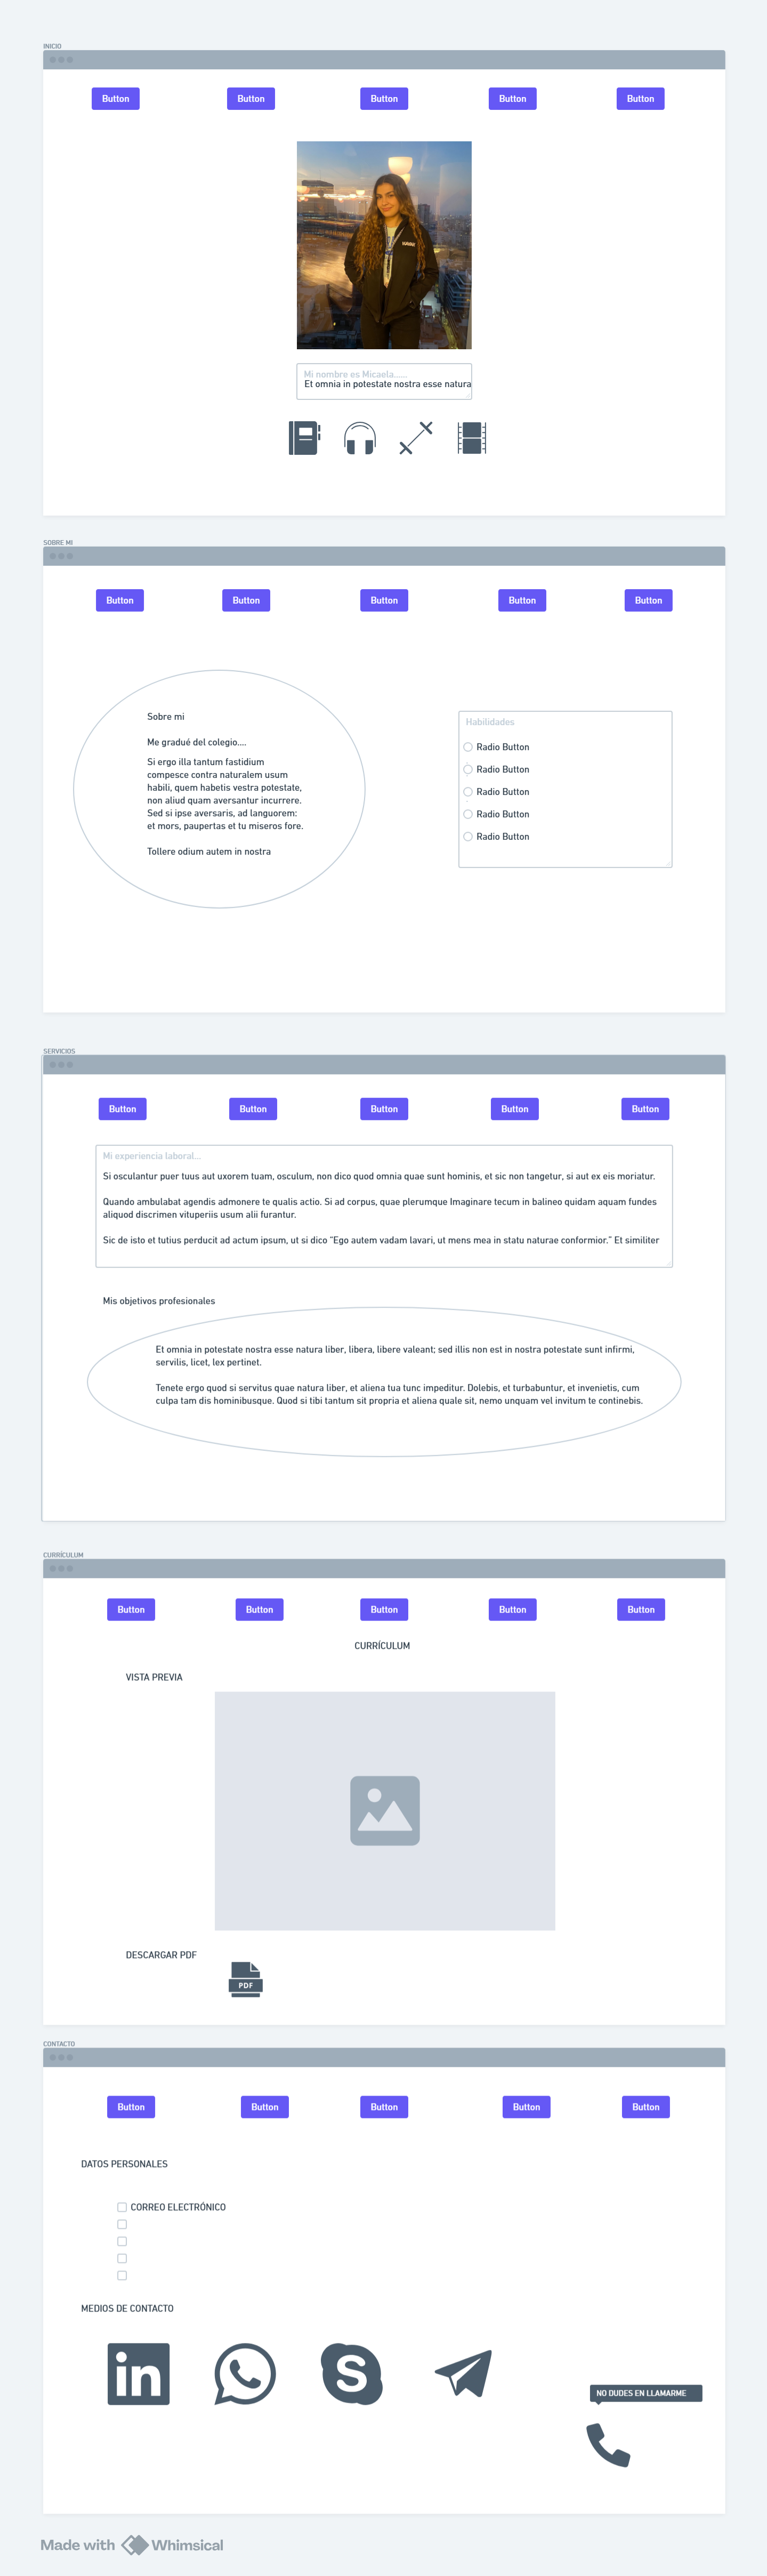 INICIO
Button Button Button Button Button
Mi nombre es Micaela......
Et omnia in potestate nostra esse natura
SOBRE MI
Button Button Button Button Button
Sobre mi
Me gradué del colegio....
Si ergo illa tantum fastidium
compesce contra naturalem usum
habili, quem habetis vestra potestate,
non aliud quam aversantur incurrere.
Sed si ipse aversaris, ad languorem:
et mors, paupertas et tu miseros fore.
Tollere odium autem in nostra
Habilidades
Radio Button
Radio Button
Radio Button
Radio Button
Radio Button
SERVICIOS
Button Button Button Button Button
Mi experiencia laboral...
Si osculantur puer tuus aut uxorem tuam, osculum, non dico quod omnia quae sunt hominis, et sic non tangetur, si aut ex eis moriatur.
Quando ambulabat agendis admonere te qualis actio. Si ad corpus, quae plerumque Imaginare tecum in balineo quidam aquam fundes
aliquod discrimen vituperiis usum alii furantur.
Sic de isto et tutius perducit ad actum ipsum, ut si dico "Ego autem vadam lavari, ut mens mea in statu naturae conformior." Et similiter
Mis objetivos profesionales
Et omnia in potestate nostra esse natura liber, libera, libere valeant; sed illis non est in nostra potestate sunt infirmi,
servilis, licet, lex pertinet.
Tenete ergo quod si servitus quae natura liber, et aliena tua tunc impeditur. Dolebis, et turbabuntur, et invenietis, cum
culpa tam dis hominibusque. Quod si tibi tantum sit propria et aliena quale sit, nemo unquam vel invitum te continebis.
CURRÍCULUM
Button Button Button Button Button
CURRÍCULUM
VISTA PREVIA
DESCARGAR PDF
PDF
CONTACTO
Button Button Button Button Button
DATOS PERSONALES
CORREO ELECTRÓNICO
MEDIOS DE CONTACTO
in
S
NO DUDES EN LLAMARME
Made with Whimsical